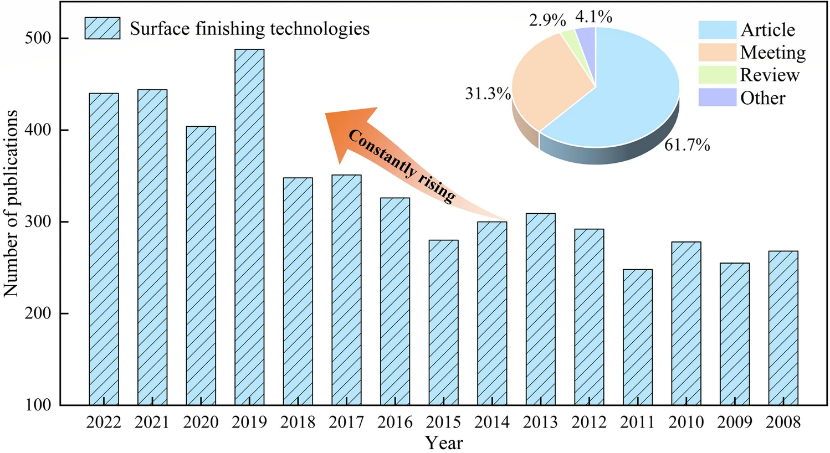 Surface finishing technologies
2.9%
4.1%
31.3%
61.7%
Article
Meeting
Review
Other
Constantly rising
Number of publications
500
400
300
200
100
2022 2021 2020 2019 2018 2017 2016 2015 2014 2013 2012 2011 2010 2009 2008
Year